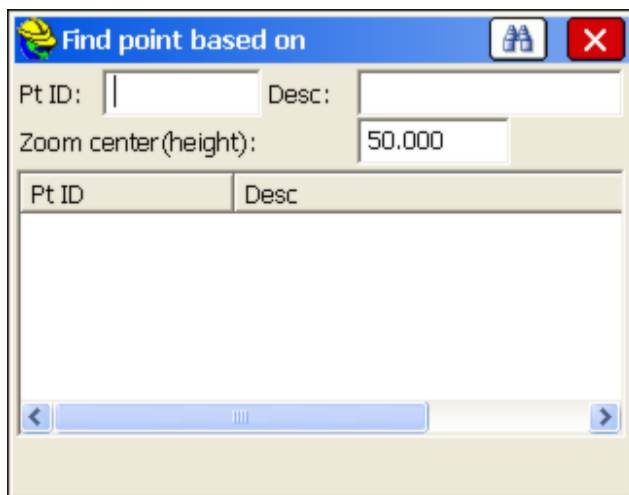 Find point based on
Pt ID: Desc:
Zoom center(height): 50.000
Pt ID Desc